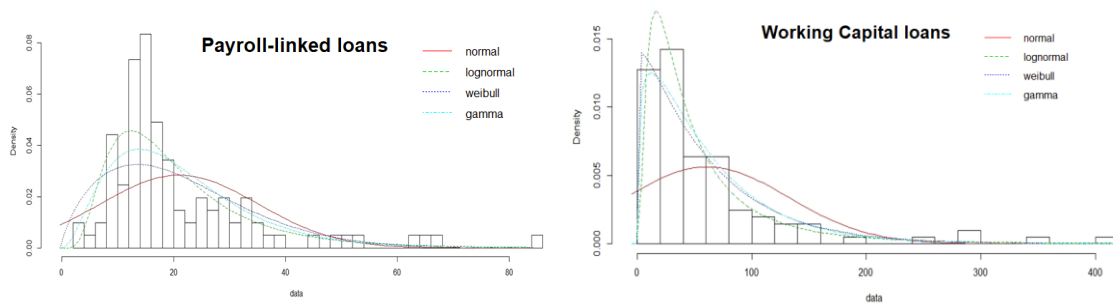 Payroll-linked loans
normal
lognormal
weibull
gamma
Density
0.00
0.02
0.04
0.06
0.08
0 20 40 60 80
data
Working Capital loans
normal
lognormal
weibull
gamma
Density
0.000
0.005
0.010
0.015
0 100 200 300 400
data